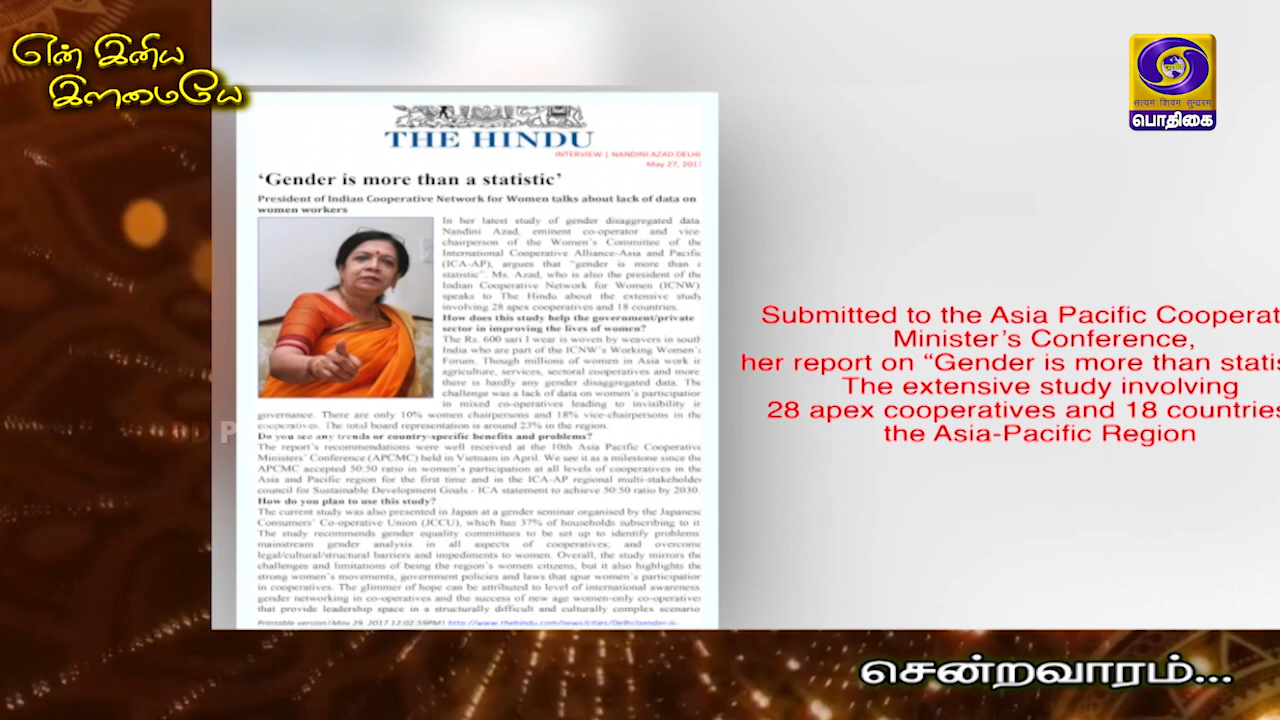 என் இனிய
இளமையே
सत्यम शिवम सुन्दरम
பொதிகை
THE HINDU
INTERVIEW | NANDINI AZAD DELHI
May 27, 2017
‘Gender is more than a statistic’
President of Indian Cooperative Network for Women talks about lack of data on
women workers
In her latest study of gender disaggregated data
Nandini Azad, eminent co-operator and vice-
chairperson of the Women's Committee of the
International Cooperative Alliance-Asia and Pacific
(ICA-AP), argues that "gender is more than a
statistic". Ms. Azad, who is also the president of the
Indian Cooperative Network for Women (ICNW)
speaks to The Hindu about the extensive study
involving 28 apex cooperatives and 18 countries.
How does this study help the government/private
sector in improving the lives of women?
The Rs. 600 sari I wear is woven by weavers in south
India who are part of the ICNW's Working Women's
Forum. Though millions of women in Asia work in
agriculture, services, sectoral cooperatives and more
there is hardly any gender disaggregated data. The
challenge was a lack of data on women's participation
in mixed co-operatives leading to invisibility in
governance. There are only 10% women chairpersons and 18% vice-chairpersons in the
cooperatives. The total board representation is around 23% in the region.
Do you see any trends or country-specific benefits and problems?
The report's recommendations were well received at the 10th Asia Pacific Cooperative
Ministers' Conference (APCMC) held in Vietnam in April. We see it as a milestone since the
APCMC accepted 50:50 ratio in women's participation at all levels of cooperatives in the
Asia and Pacific region for the first time and in the ICA-AP regional multi-stakeholder
council for Sustainable Development Goals - ICA statement to achieve 50:50 ratio by 2030.
How do you plan to use this study?
The current study was also presented in Japan at a gender seminar organised by the Japanese
Consumers' Co-operative Union (JCCU), which has 37% of households subscribing to it.
The study recommends gender equality committees to be set up to identify problems
mainstream gender analysis in all aspects of cooperatives; and overcome
legal/cultural/structural barriers and impediments to women. Overall, the study mirrors the
challenges and limitations of being the region's women citizens, but it also highlights the
strong women's movements, government policies and laws that spur women's participation
in cooperatives. The glimmer of hope can be attributed to level of international awareness,
gender networking in co-operatives and the success of new age women-only co-operatives
that provide leadership space in a structurally difficult and culturally complex scenario
Printable version|May 29, 2017 12:02:59PM| http://www.thehindu.com/news/cities/Delhi/gender-is-
Submitted to the Asia Pacific Cooperat
Minister's Conference,
her report on “Gender is more than statis
The extensive study involving
28 apex cooperatives and 18 countries
the Asia-Pacific Region
சென்றவாரம்...